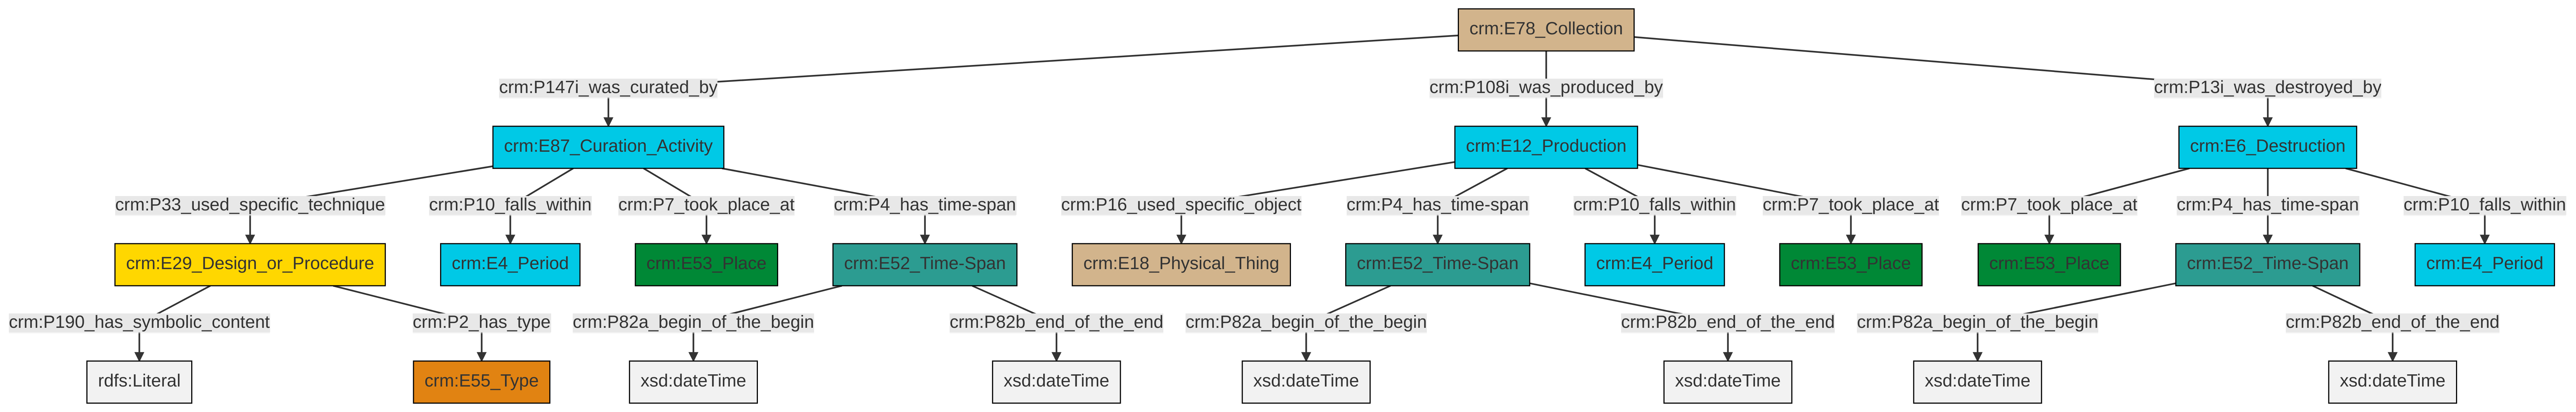 crm:E78_Collection
crm:P147i_was_curated_by
crm:P108i_was_produced_by
crm:P13i_was_destroyed_by
crm:E87_Curation_Activity
crm:E12_Production
crm:E6_Destruction
crm:P33_used_specific_technique
crm:P10_falls_within
crm:P7_took_place_at
crm:P4_has_time-span
crm:P16_used_specific_object
crm:P4_has_time-span
crm:P10_falls_within
crm:P7_took_place_at
crm:P7_took_place_at
crm:P4_has_time-span
crm:P10_falls_within
crm:E29_Design_or_Procedure
crm:E4_Period
crm:E53_Place
crm:E52_Time-Span
crm:E18_Physical_Thing
crm:E52_Time-Span
crm:E4_Period
crm:E53_Place
crm:E53_Place
crm:E52_Time-Span
crm:E4_Period
crm:P190_has_symbolic_content
crm:P2_has_type
crm:P82a_begin_of_the_begin
crm:P82b_end_of_the_end
crm:P82a_begin_of_the_begin
crm:P82b_end_of_the_end
crm:P82a_begin_of_the_begin
crm:P82b_end_of_the_end
rdfs:Literal
crm:E55_Type
xsd:dateTime
xsd:dateTime
xsd:dateTime
xsd:dateTime
xsd:dateTime
xsd:dateTime